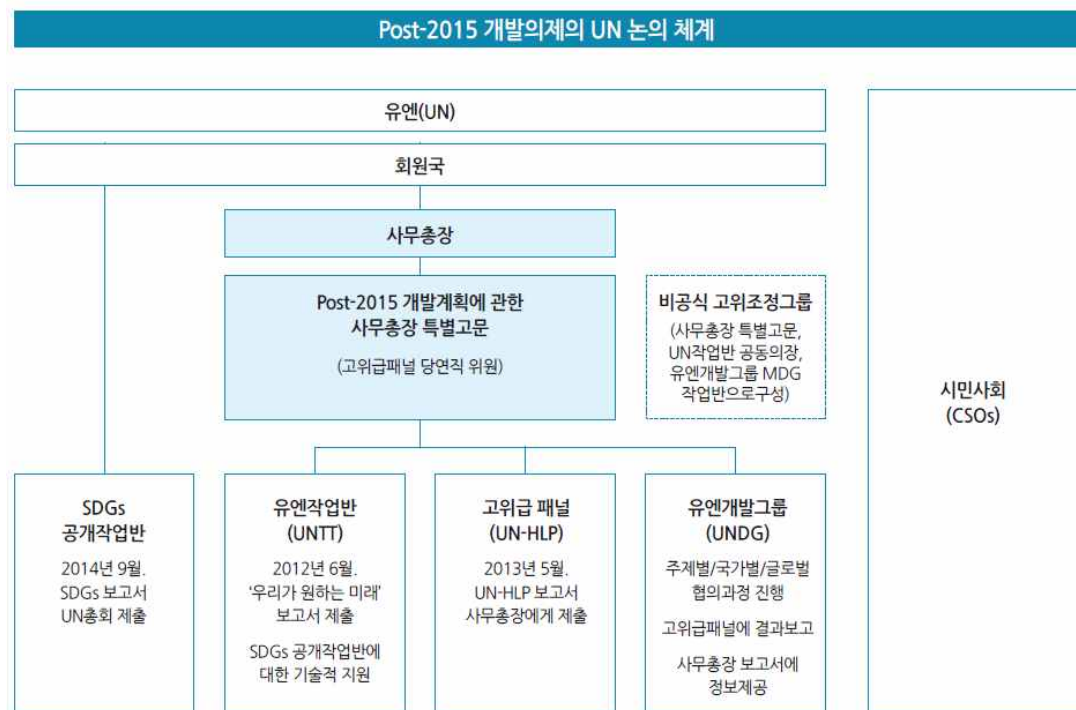 Post-2015 개발의제의 UN 논의 체계
유엔(UN)
회원국
사무총장
Post-2015 개발계획에 관한
사무총장 특별고문
(고위급패널 당연직 위원)
비공식 고위조정그룹
(사무총장 특별고문,
UN작업반 공동의장,
유엔개발그룹 MDG
작업반으로구성)
시민사회
(CSOs)
SDGs
공개작업반
2014년 9월.
SDGs 보고서
UN총회 제출
유엔작업반
(UNTT)
2012년 6월.
‘우리가 원하는 미래’
보고서 제출
SDGs 공개작업반에
대한 기술적 지원
고위급 패널
(UN-HLP)
2013년 5월.
UN-HLP 보고서
사무총장에게 제출
유엔개발그룹
(UNDG)
주제별/국가별/글로벌
협의과정 진행
고위급패널에 결과보고
사무총장 보고서에
정보제공